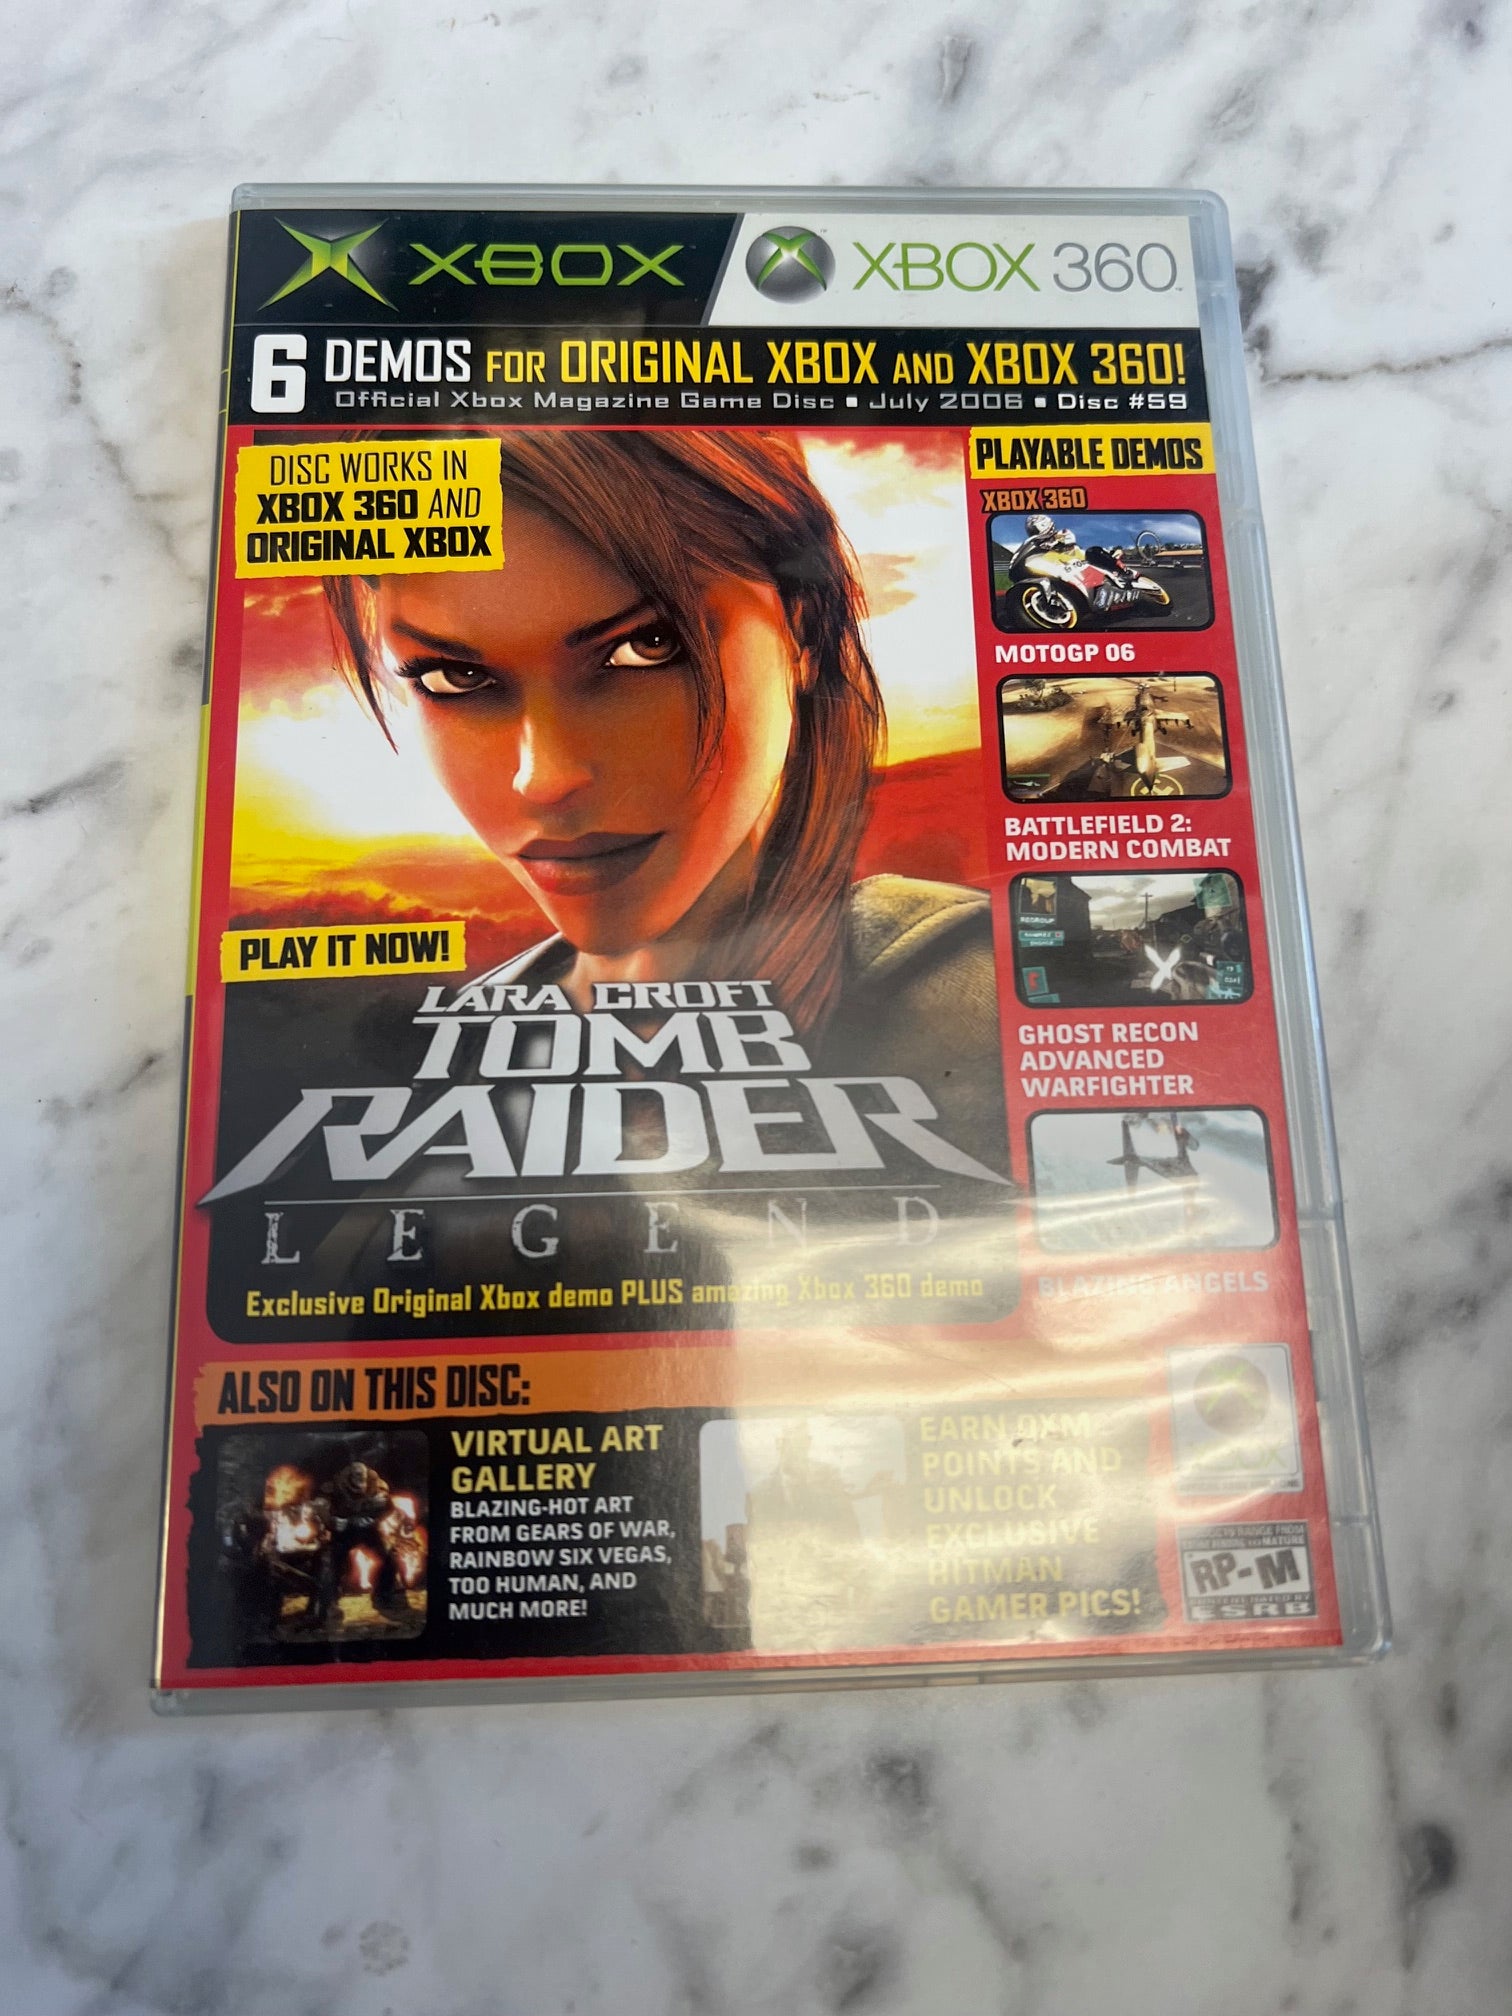 XBOX
XBOX 360
6 DEMOS FOR ORIGINAL XBOX AND XBOX 360!
Official Xbox Magazine Game Disc ▪ July 2006 ▪ Disc #59
DISC WORKS IN
XBOX 360 AND
ORIGINAL XBOX
PLAY IT NOW!
LARA CROFT
TOMB
RAIDER
LEGEND
Exclusive Original Xbox demo PLUS amazing Xbox 360 demo
PLAYABLE DEMOS
XBOX 360
MOTOGP 06
BATTLEFIELD 2:
MODERN COMBAT
GHOST RECON
ADVANCED
WARFIGHTER
BLAZING ANGELS
ALSO ON THIS DISC:
VIRTUAL ART
GALLERY
BLAZING-HOT ART
FROM GEARS OF WAR,
RAINBOW SIX VEGAS,
TOO HUMAN, AND
MUCH MORE!
EARN OXM
POINTS AND
UNLOCK
EXCLUSIVE
HITMAN
GAMER PICS!
XBOX
RP-M
CONTENT RATED BY
ESRB